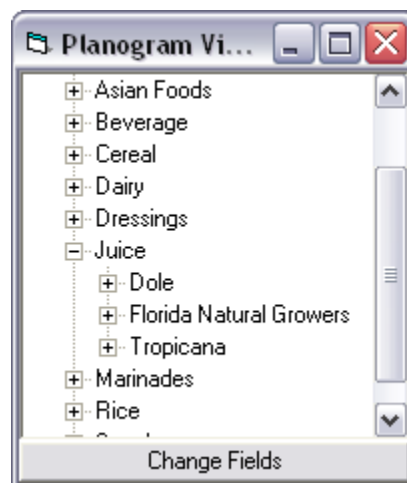 Planogram Vi...
Asian Foods
Beverage
Cereal
Dairy
Dressings
Juice
Dole
Florida Natural Growers
Tropicana
Marinades
Rice
Change Fields